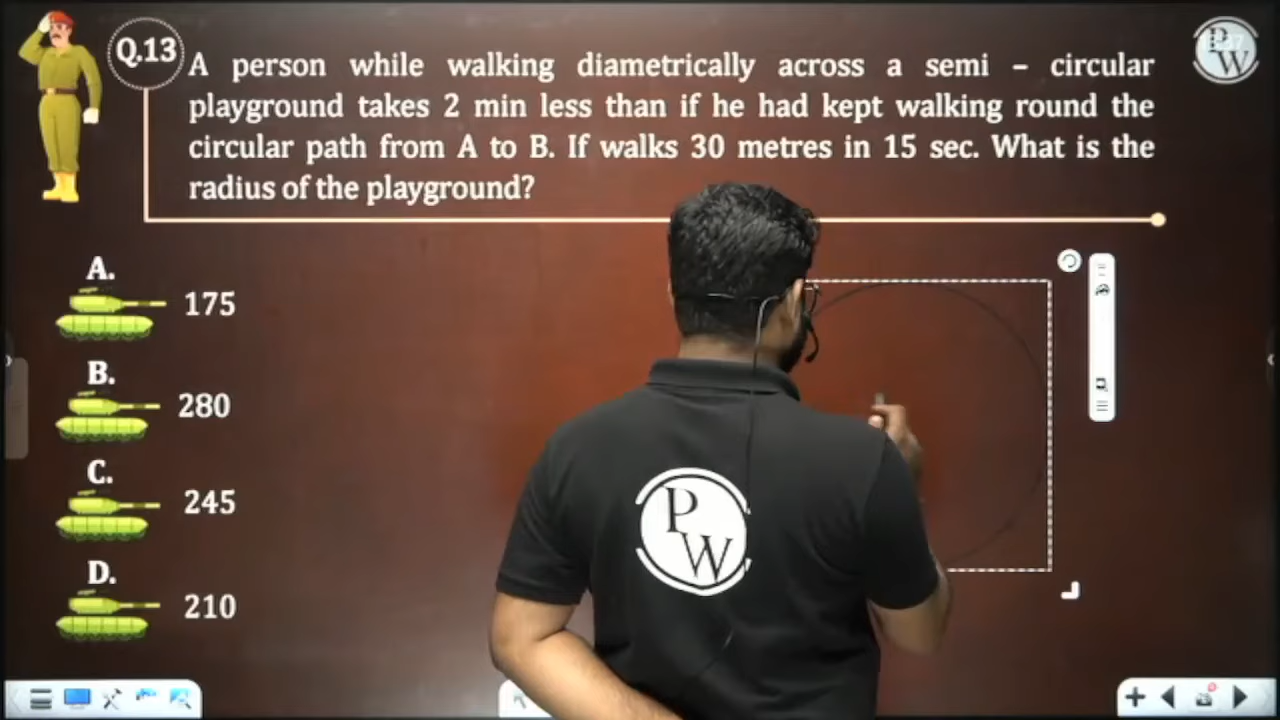 Q.13
A person while walking diametrically across a semi – circular
playground takes 2 min less than if he had kept walking round the
circular path from A to B. If walks 30 metres in 15 sec. What is the
radius of the playground?
A.
175
B.
280
C.
245
D.
210
P
W
P
W